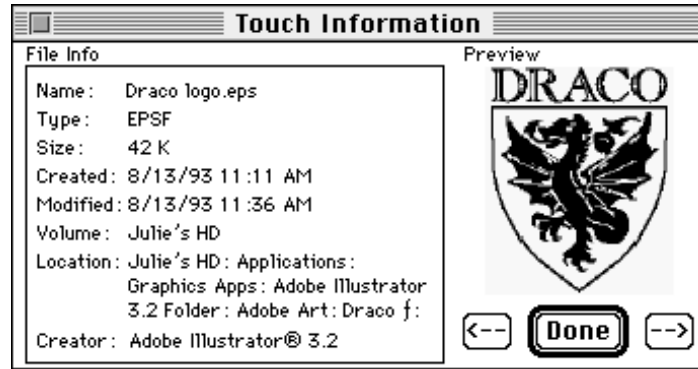 Touch Information
File Info
Name: Draco logo.eps
Type: EPSF
Size: 42 K
Created: 8/13/93 11:11 AM
Modified: 8/13/93 11:36 AM
Volume: Julie's HD
Location: Julie's HD: Applications:
Graphics Apps: Adobe Illustrator
3.2 Folder: Adobe Art: Draco ƒ:
Creator: Adobe Illustrator® 3.2
Preview
DRACO
<-- Done -->